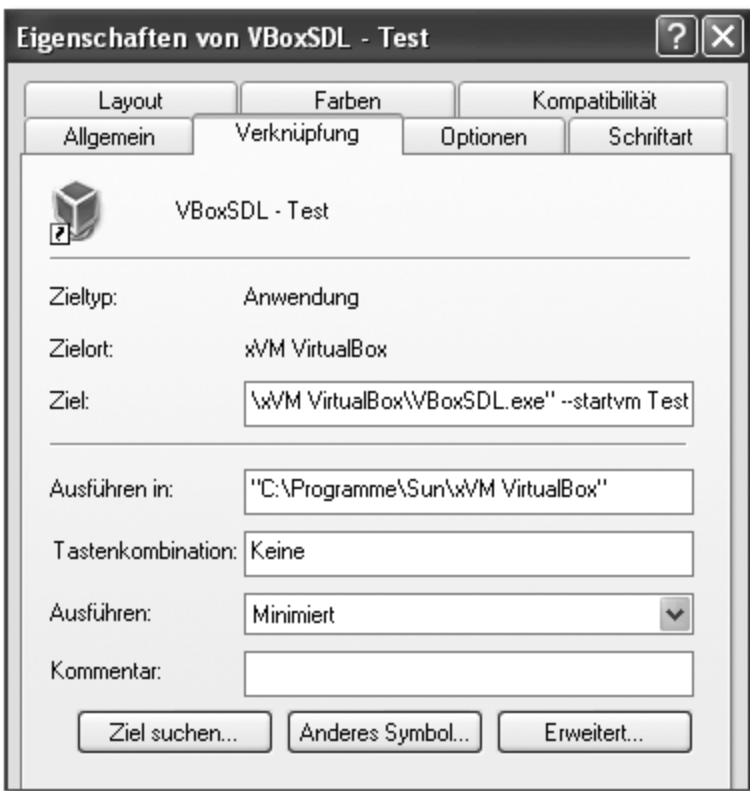 Eigenschaften von VBoxSDL - Test
Layout Farben Kompatibilität
Allgemein Verknüpfung Optionen Schriftart
VBoxSDL - Test
Zieltyp: Anwendung
Zielort: xVM VirtualBox
Ziel: \xVM VirtualBox\VBoxSDL.exe" --startvm Test
Ausführen in: "C:\Programme\Sun\xVM VirtualBox"
Tastenkombination: Keine
Ausführen: Minimiert
Kommentar:
Ziel suchen... Anderes Symbol... Erweitert...